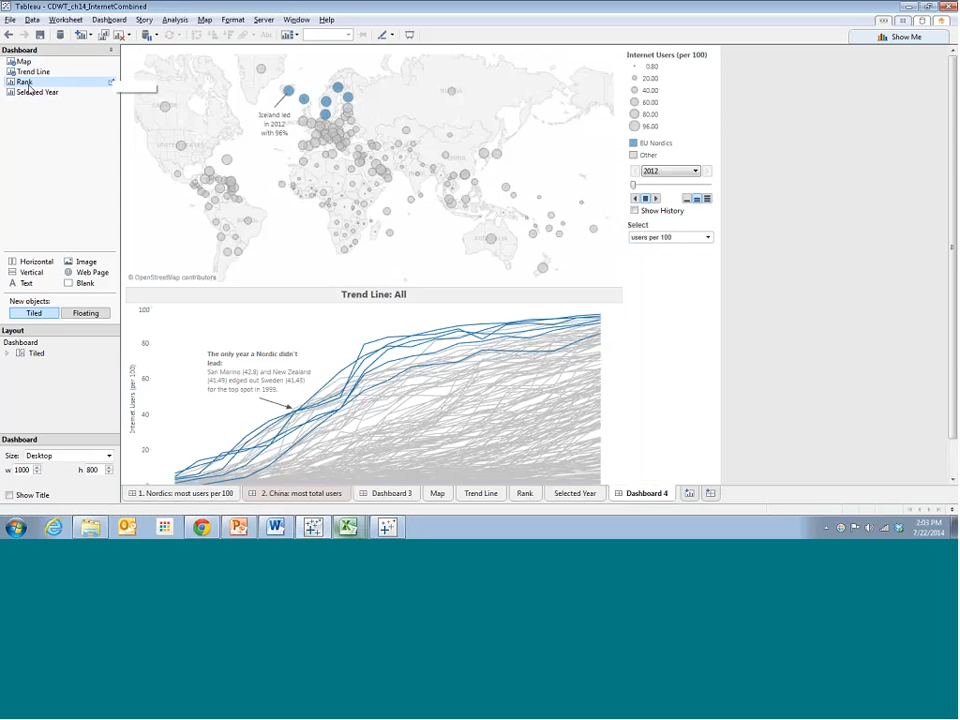 Tableau - CDWT_ch14_InternetCombined
File Data Worksheet Dashboard Story Analysis Map Format Server Window Help
Show Me
Dashboard
Map
Trend Line
Rank
Selected Year
Horizontal Image
Vertical Web Page
A Text Blank
New objects:
Tiled Floating
Layout
Dashboard
Tiled
Dashboard
Size: Desktop
w 1000 h 800
Show Title
Iceland led
in 2012
with 96%
© OpenStreetMap contributors
Internet Users (per 100)
0.80
20.00
40.00
60.00
80.00
96.00
EU Nordics
Other
2012
Show History
Select
users per 100
Trend Line: All
Internet Users (per 100)
100
80
60
40
20
The only year a Nordic didn't
lead:
San Marino (42.8) and New Zealand
(41.49) edged out Sweden (41.43)
for the top spot in 1999.
1. Nordics: most users per 100 2. China: most total users Dashboard 3 Map Trend Line Rank Selected Year Dashboard 4
2:03 PM
7/22/2014